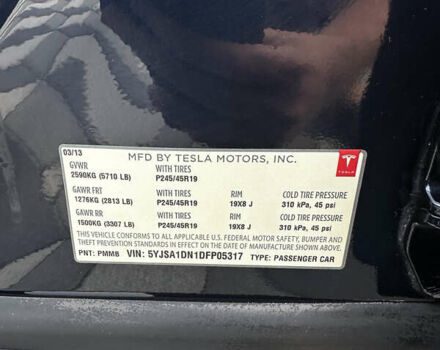 03/13 MFD BY TESLA MOTORS, INC.
GVWR WITH TIRES
2590KG (5710 LB) P245/45R19
TESLA
GAWR FRT WITH TIRES RIM COLD TIRE PRESSURE
1276KG (2813 LB) P245/45R19 19X8 J 310 kPa, 45 psi
GAWR RR WITH TIRES RIM COLD TIRE PRESSURE
1500KG (3307 LB) P245/45R19 19X8 J 310 kPa, 45 psi
THIS VEHICLE CONFORMS TO ALL APPLICABLE U.S. FEDERAL MOTOR SAFETY, BUMPER AND
THEFT PREVENTION STANDARDS IN EFFECT ON THE DATE OF MANUFACTURE SHOWN ABOVE.
PNT: PMMB VIN: 5YJSA1DN1DFP05317 TYPE: PASSENGER CAR